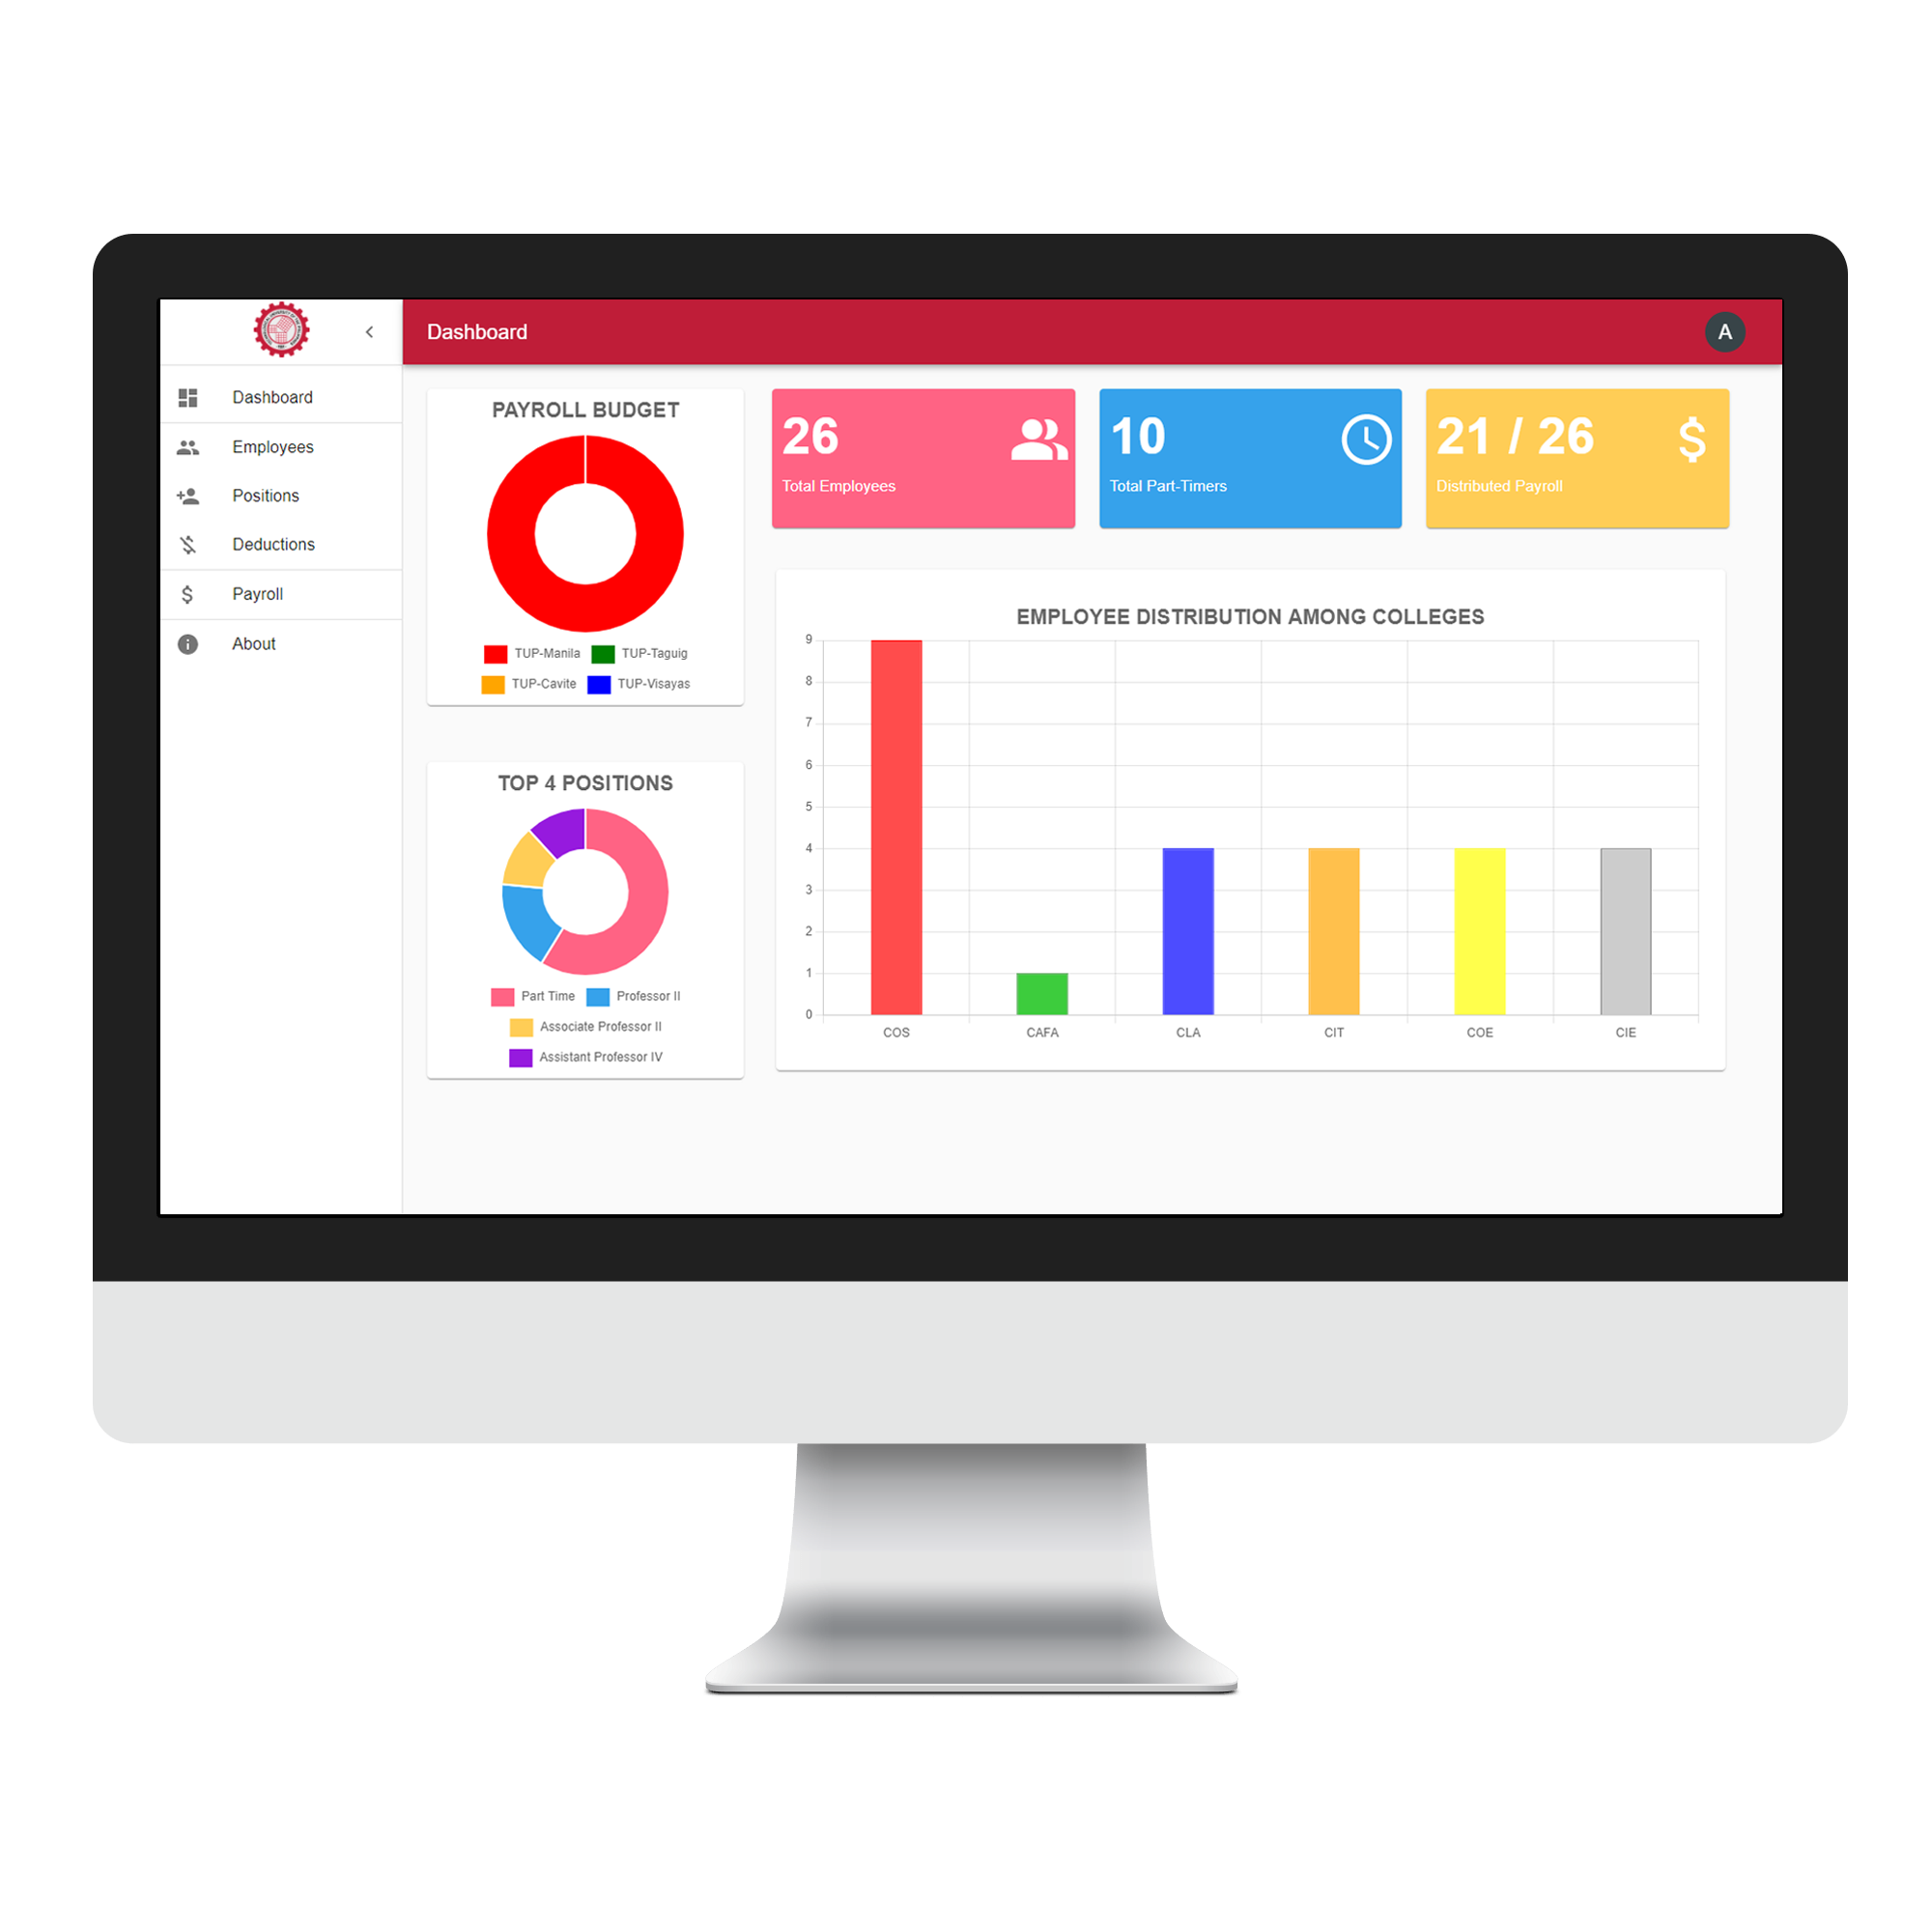 Dashboard
A
Dashboard
Employees
Positions
Deductions
Payroll
About
PAYROLL BUDGET
TUP-Manila TUP-Taguig
TUP-Cavite TUP-Visayas
26
Total Employees
10
Total Part-Timers
21 / 26
Distributed Payroll
TOP 4 POSITIONS
Part Time Professor II
Associate Professor II
Assistant Professor IV
EMPLOYEE DISTRIBUTION AMONG COLLEGES
9
8
7
6
5
4
3
2
1
0
COS CAFA CLA CIT COE CIE